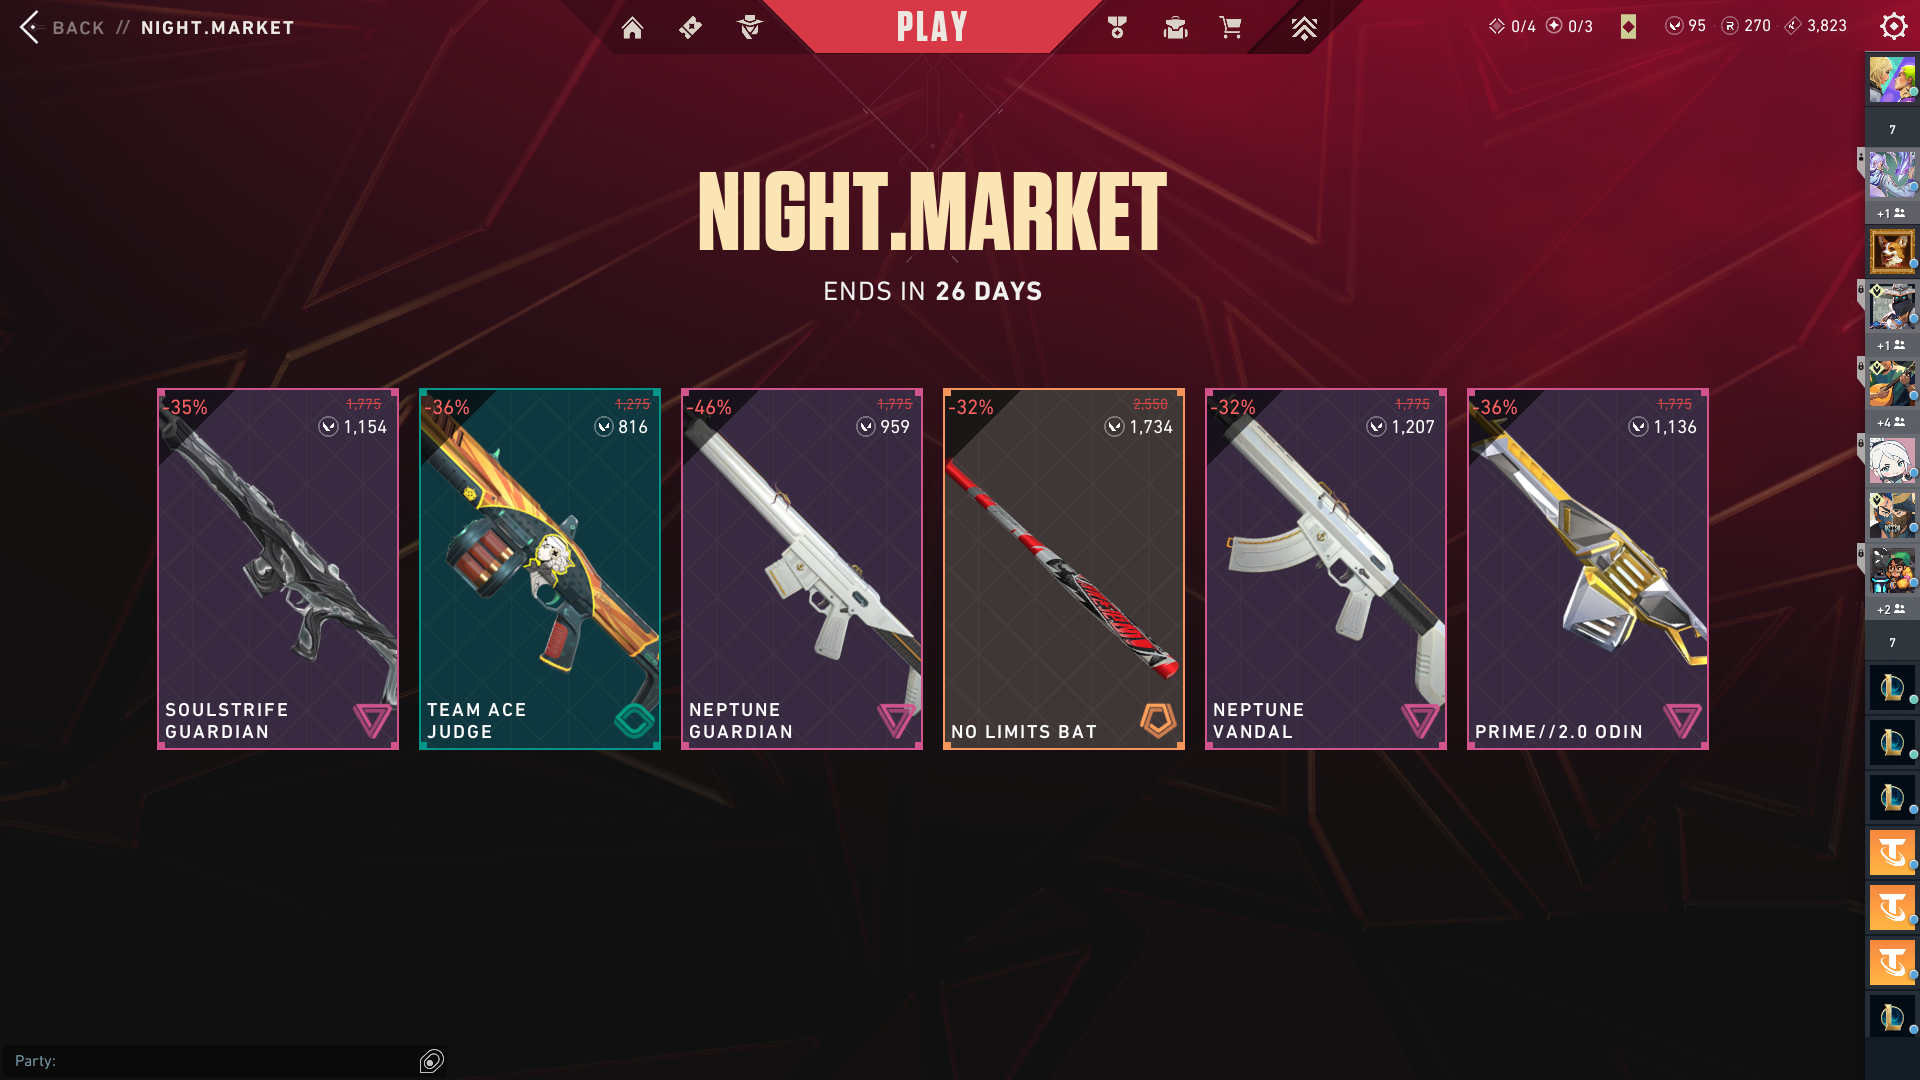 BACK // NIGHT.MARKET
PLAY
0/4 0/3 95 270 3,823
NIGHT.MARKET
ENDS IN 26 DAYS
-35% 1,775
1,154
SOULSTRIFE
GUARDIAN
-36% 1,275
816
TEAM ACE
JUDGE
-46% 1,775
959
NEPTUNE
GUARDIAN
-32% 2,550
1,734
NO LIMITS BAT
-32% 1,775
1,207
NEPTUNE
VANDAL
-36% 1,775
1,136
PRIME//2.0 ODIN
7
+1
+1
+4
+2
7
Party: